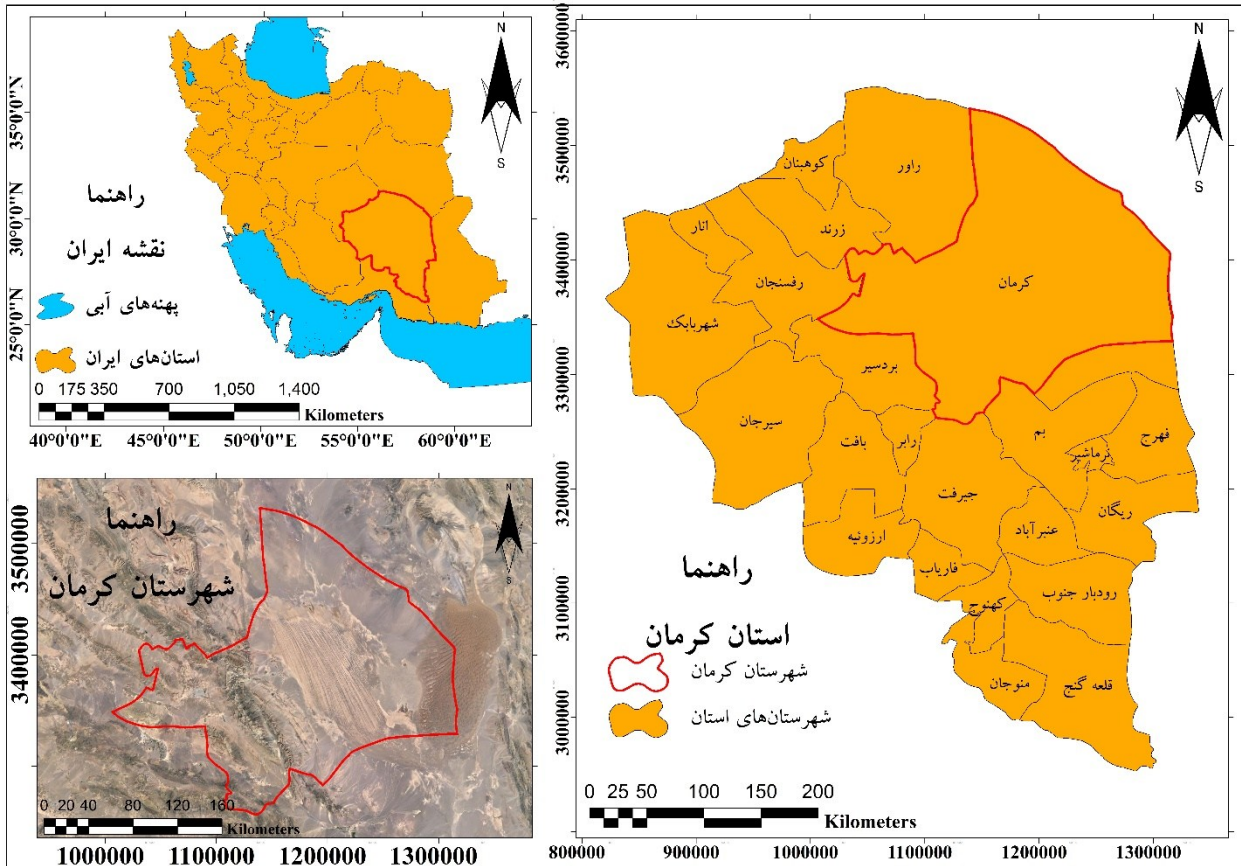 N
S
35°0'0"N
30°0'0"N
25°0'0"N
راهنما
نقشه ایران
پهنه‌های آبی
استان‌های ایران
0 175 350 700 1,050 1,400
Kilometers
40°0'0"E 45°0'0"E 50°0'0"E 55°0'0"E 60°0'0"E
N
S
3500000
3400000
راهنما
شهرستان کرمان
0 20 40 80 120 160
Kilometers
1000000 1100000 1200000 1300000
N
S
3600000
3500000
3400000
3300000
3200000
3100000
3000000
کوهبنان
راور
انار
زرند
رفسنجان
کرمان
شهربابک
بردسیر
سیرجان
بافت
رابر
بم
نرماشیر
فهرج
جیرفت
ریگان
عنبرآباد
ارزوئیه
فاریاب
رودبار جنوب
کهنوج
منوجان
قلعه گنج
راهنما
استان کرمان
شهرستان کرمان
شهرستان‌های استان
0 25 50 100 150 200
Kilometers
800000 900000 1000000 1100000 1200000 1300000